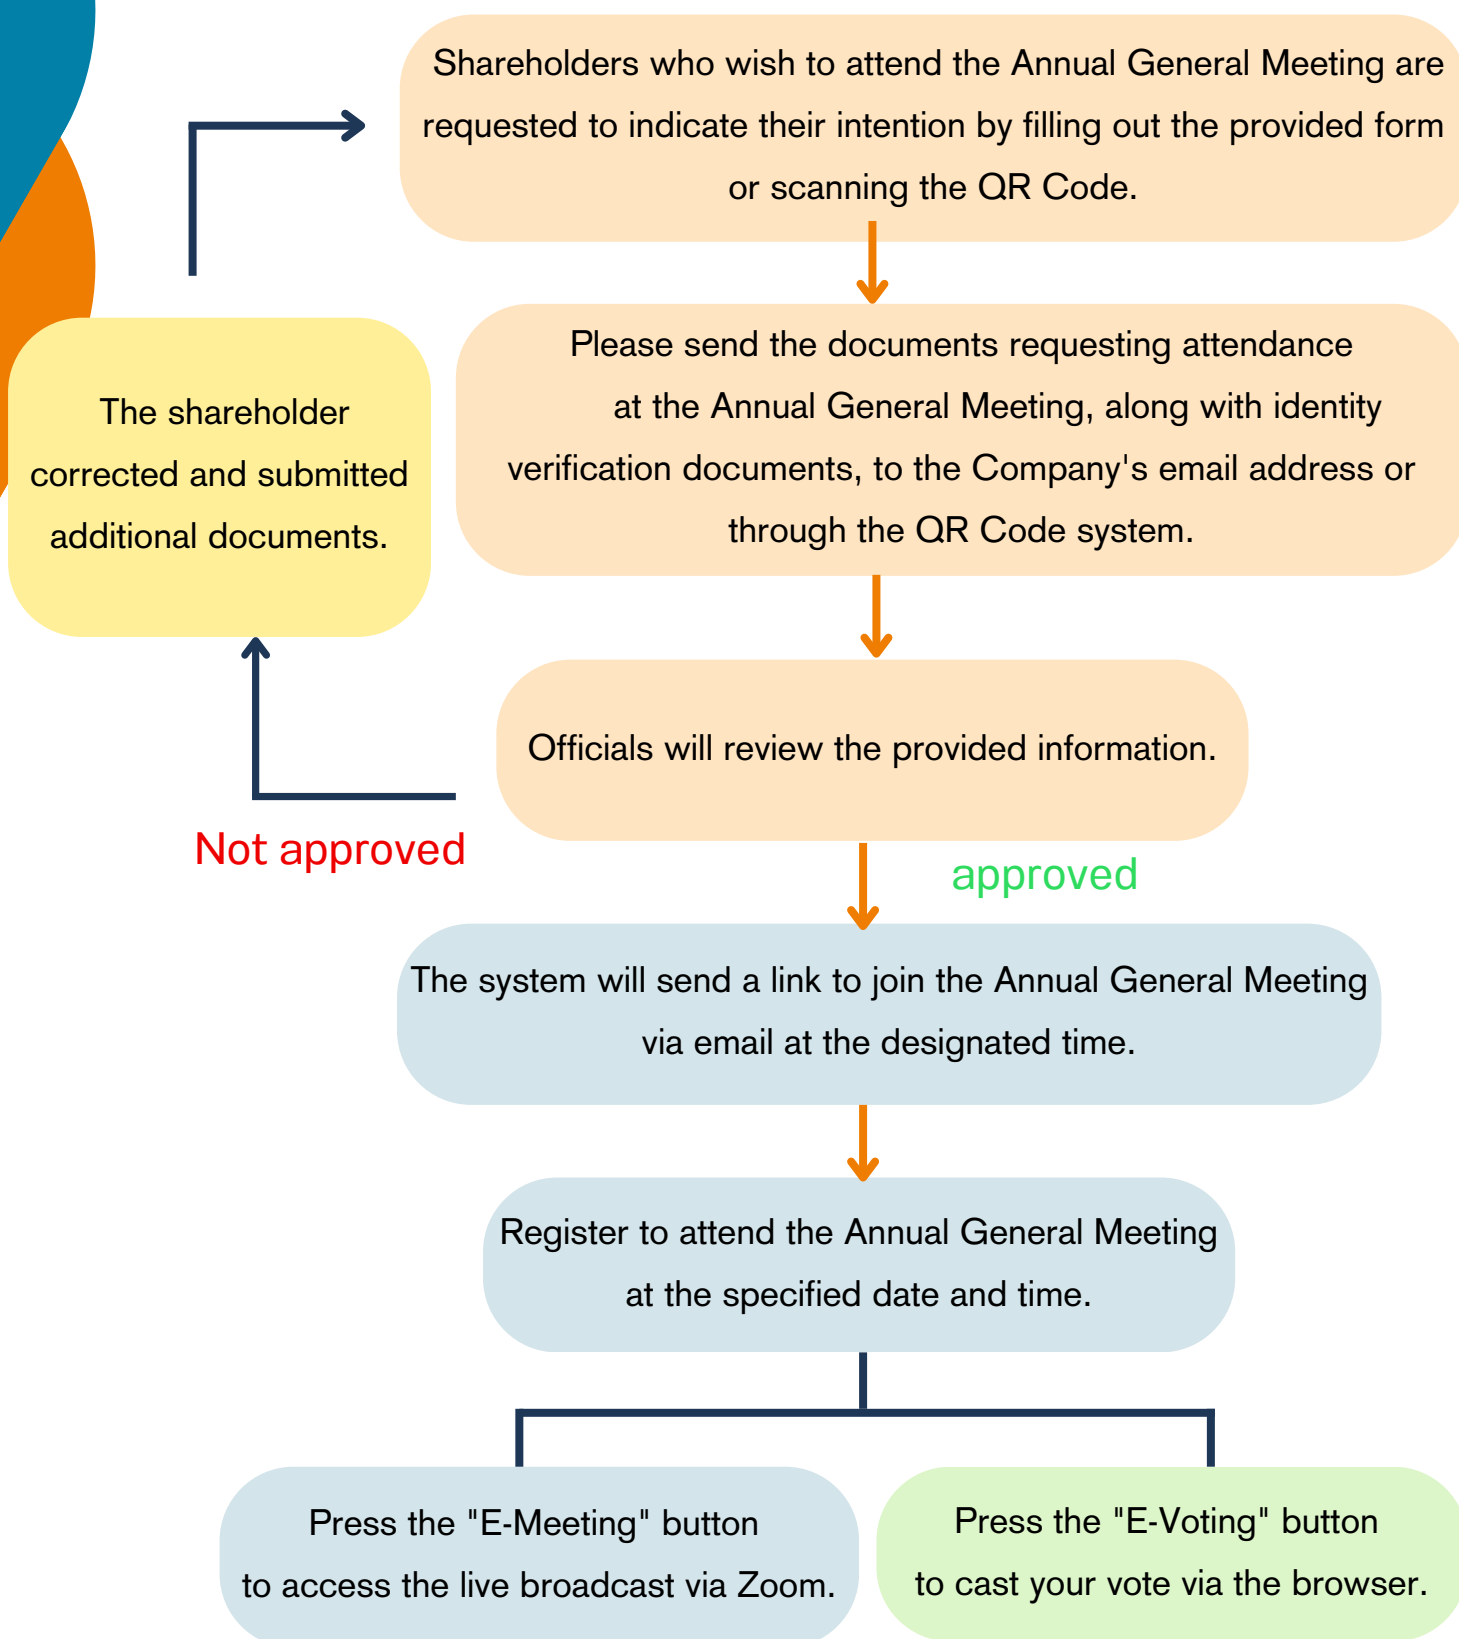 Shareholders who wish to attend the Annual General Meeting are
requested to indicate their intention by filling out the provided form
or scanning the QR Code.
Please send the documents requesting attendance
at the Annual General Meeting, along with identity
verification documents, to the Company's email address or
through the QR Code system.
The shareholder
corrected and submitted
additional documents.
Officials will review the provided information.
Not approved
approved
The system will send a link to join the Annual General Meeting
via email at the designated time.
Register to attend the Annual General Meeting
at the specified date and time.
Press the "E-Meeting" button
to access the live broadcast via Zoom.
Press the "E-Voting" button
to cast your vote via the browser.